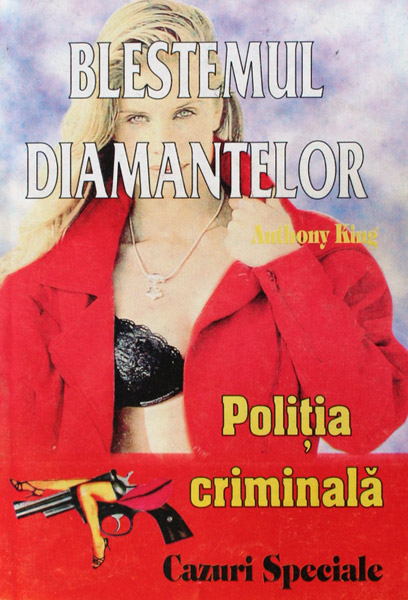 BLESTEMUL
DIAMANTELOR
Anthony King
Poliția
criminală
Cazuri Speciale